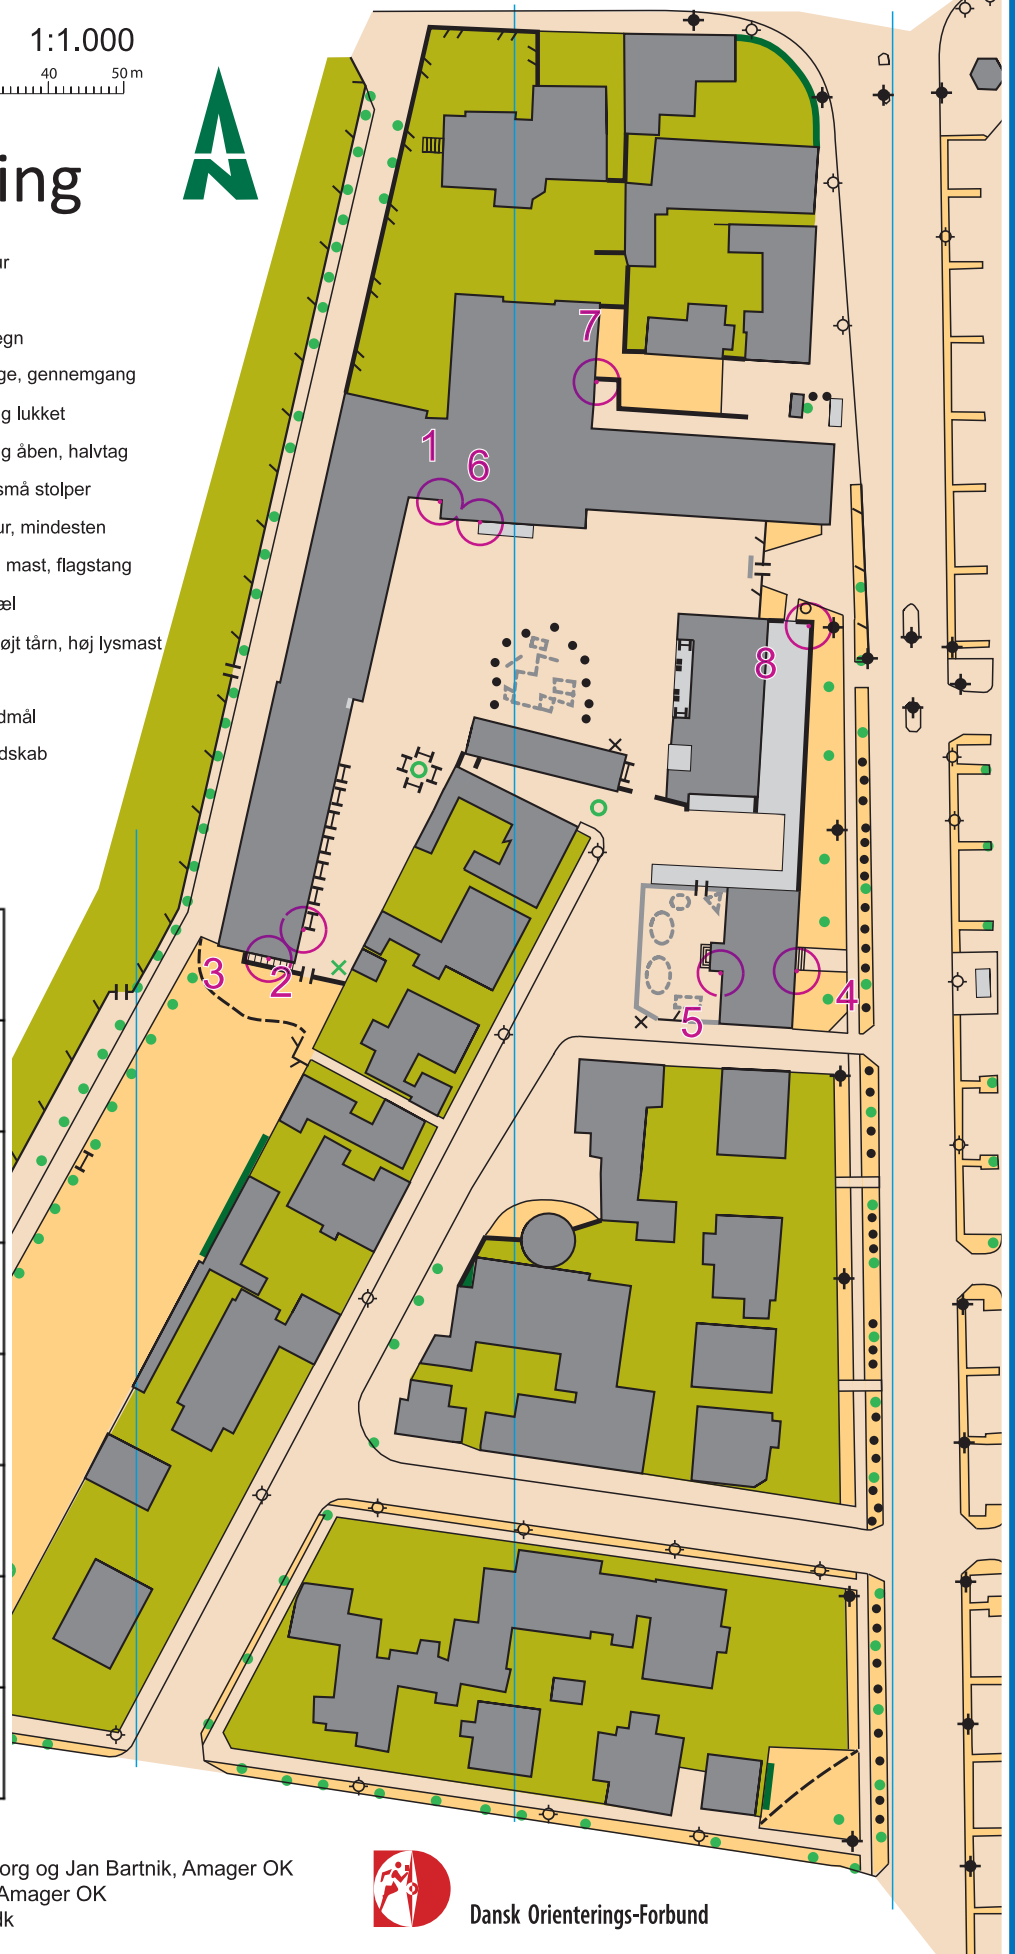 1:1.000
40 50 m
ing
ur
egn
ge, gennemgang
g lukket
g åben, halvtag
små stolper
ur, mindesten
mast, flagstang
æl
øjt tårn, høj lysmast
dmål
dskab
7
1
6
8
3
2
4
5
org og Jan Bartnik, Amager OK
Amager OK
dk
Dansk Orienterings-Forbund